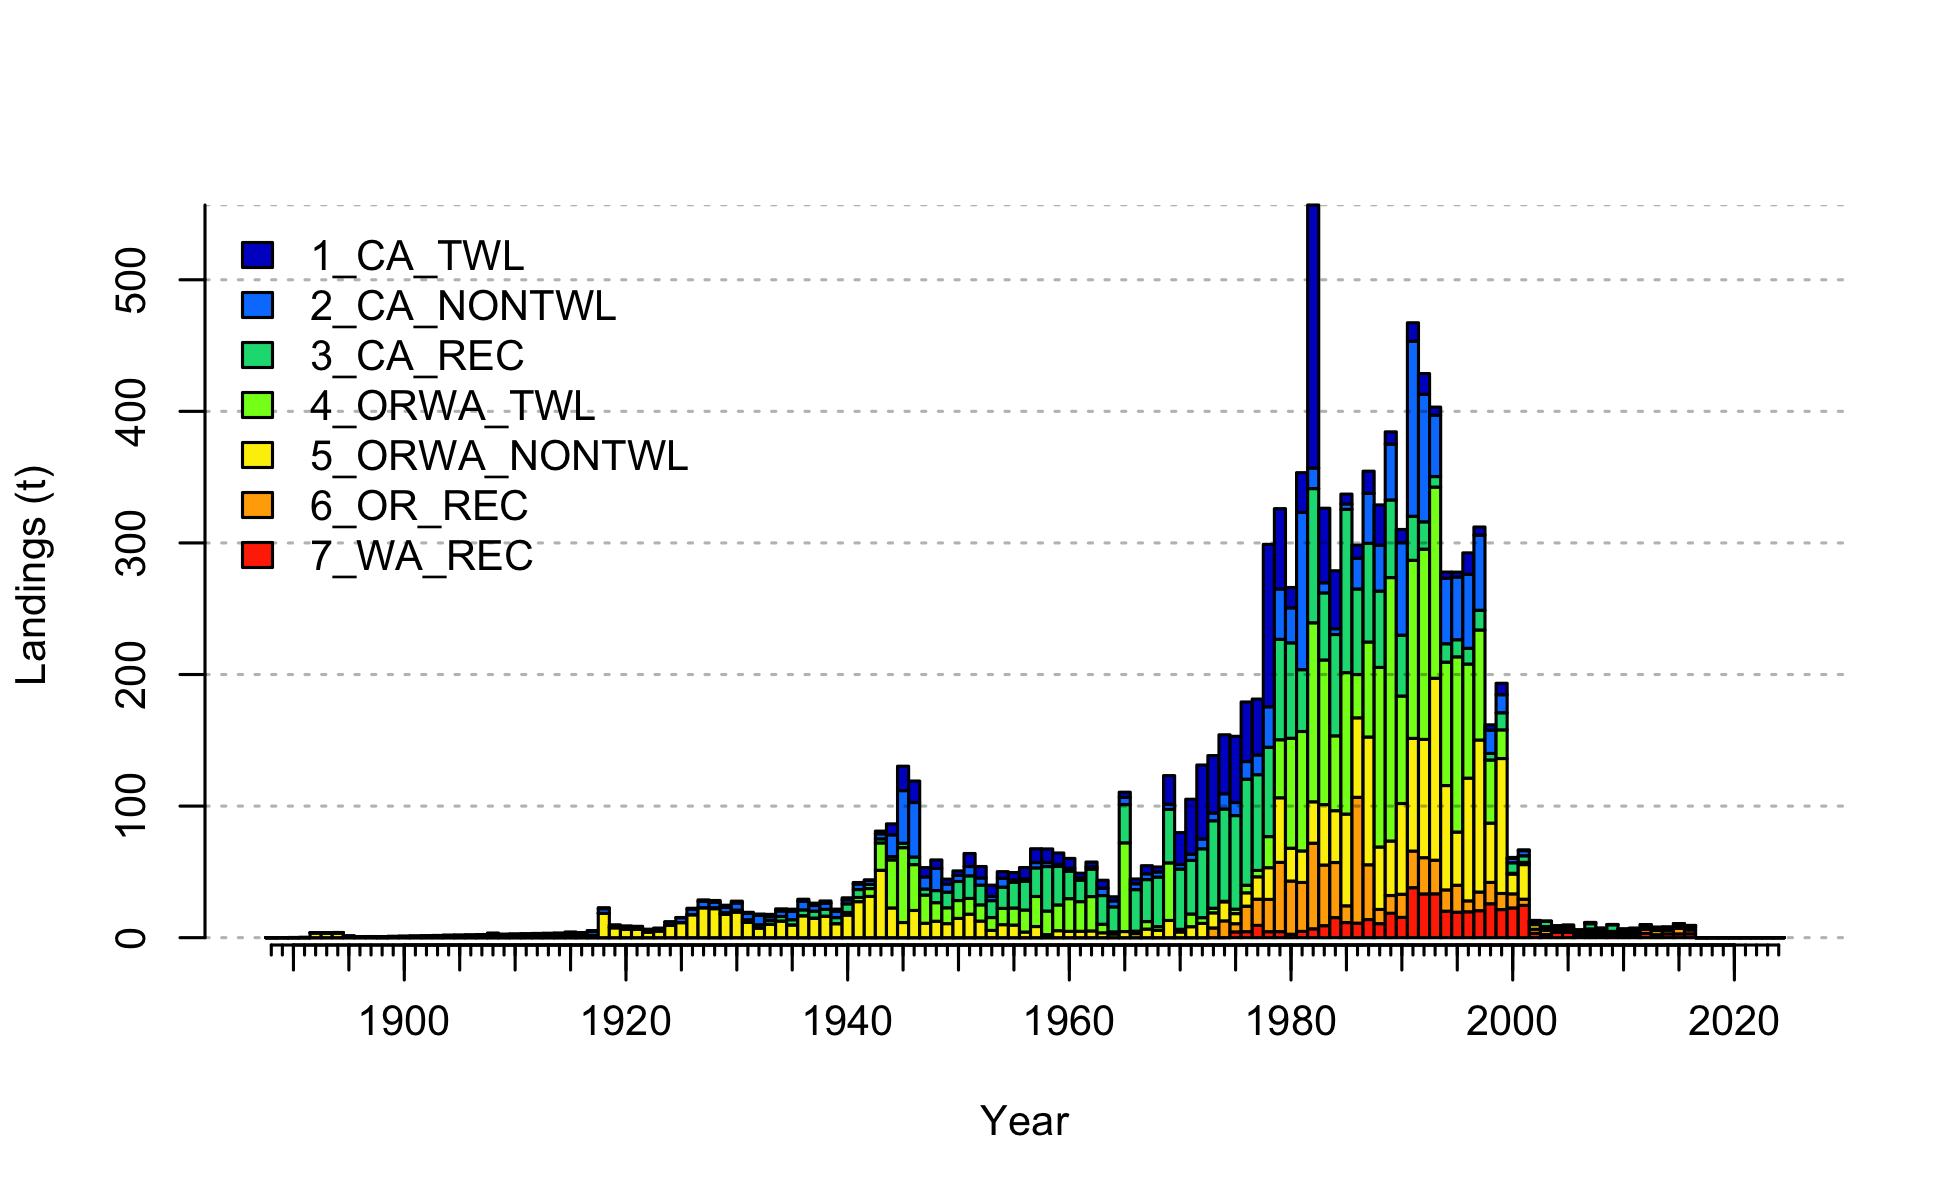 1_CA_TWL
2_CA_NONTWL
3_CA_REC
4_ORWA_TWL
5_ORWA_NONTWL
6_OR_REC
7_WA_REC
Landings (t)
500
400
300
200
100
0
1900 1920 1940 1960 1980 2000 2020
Year